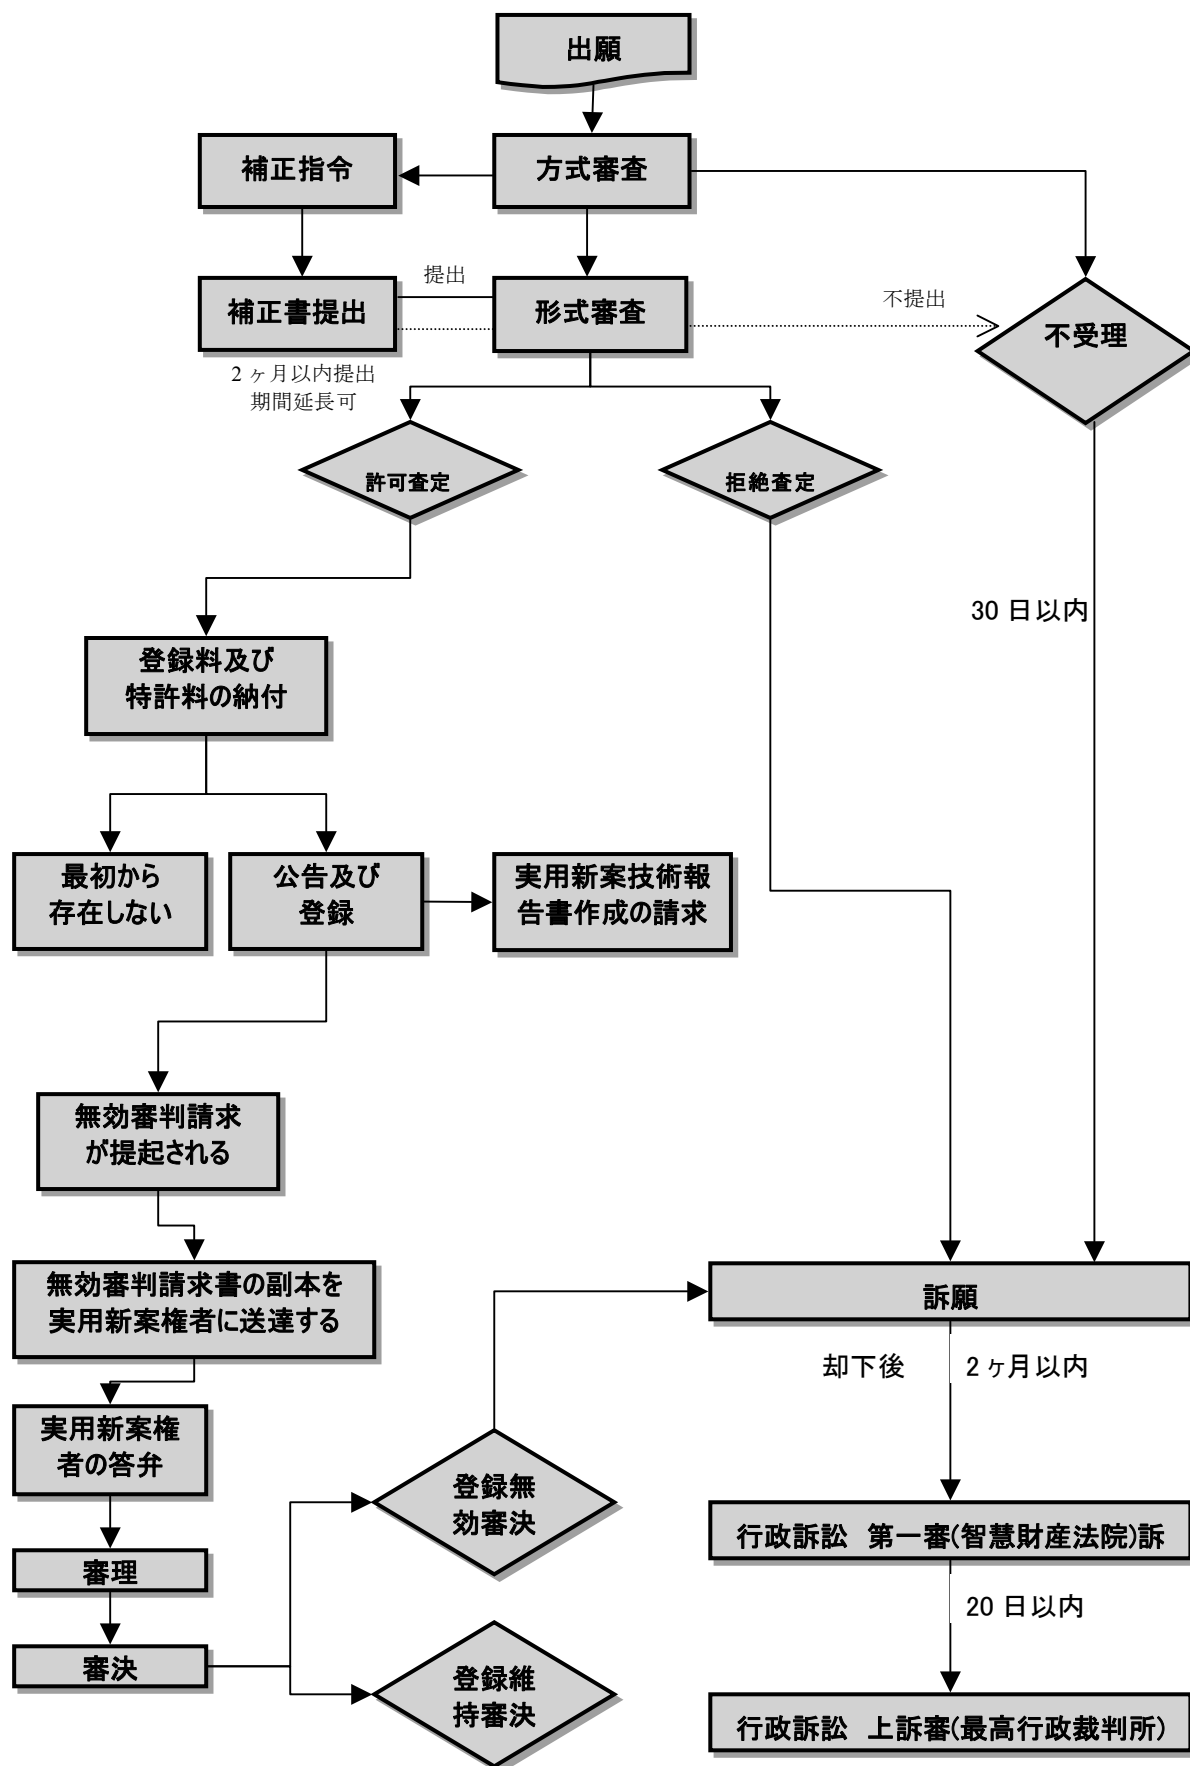 出願
補正指令
方式審査
補正書提出
提出
形式審査
不提出
不受理
2 ヶ月以内提出
期間延長可
許可査定
拒絶査定
30 日以内
登録料及び
特許料の納付
最初から
存在しない
公告及び
登録
実用新案技術報
告書作成の請求
無効審判請求
が提起される
無効審判請求書の副本を
実用新案権者に送達する
訴願
却下後
2 ヶ月以内
実用新案権
者の答弁
登録無
効審決
行政訴訟 第一審(智慧財産法院)訴
審理
20 日以内
審決
登録維
持審決
行政訴訟 上訴審(最高行政裁判所)